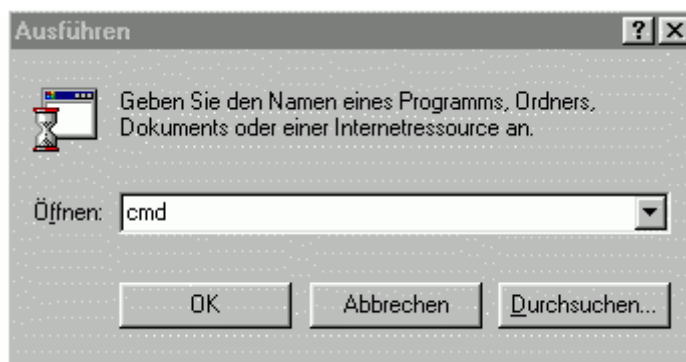 Ausführen
Geben Sie den Namen eines Programms, Ordners,
Dokuments oder einer Internetressource an.
Öffnen: cmd
OK Abbrechen Durchsuchen...